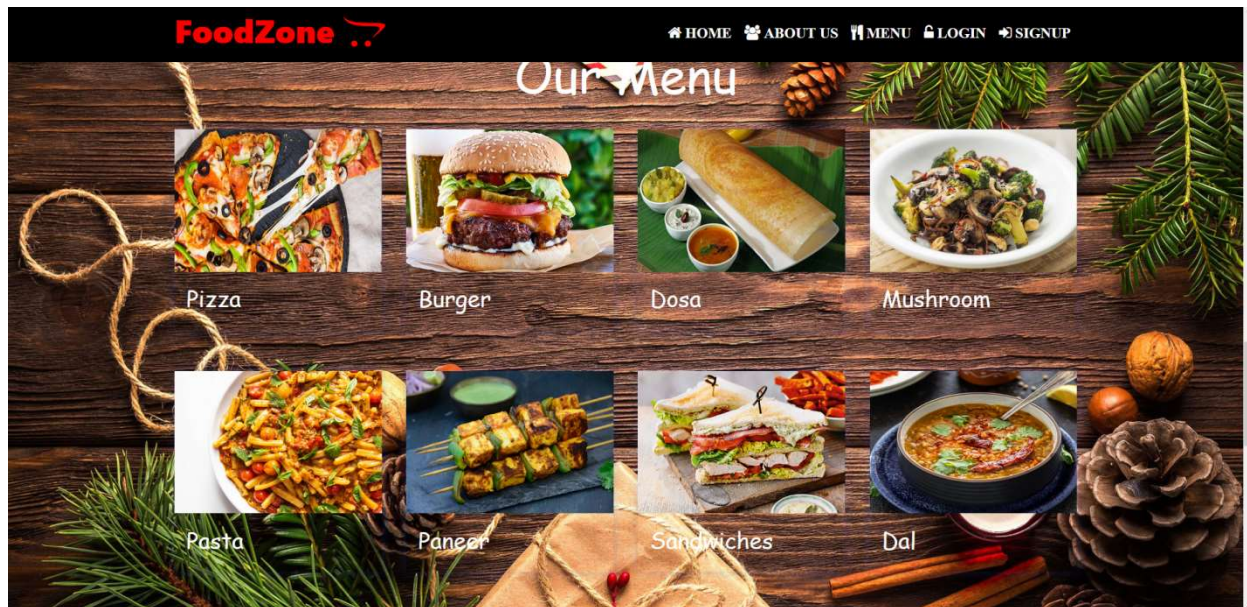 FoodZone
HOME ABOUT US MENU LOGIN SIGNUP
Our Menu
Pizza Burger Dosa Mushroom
Pasta Paneer Sandwiches Dal